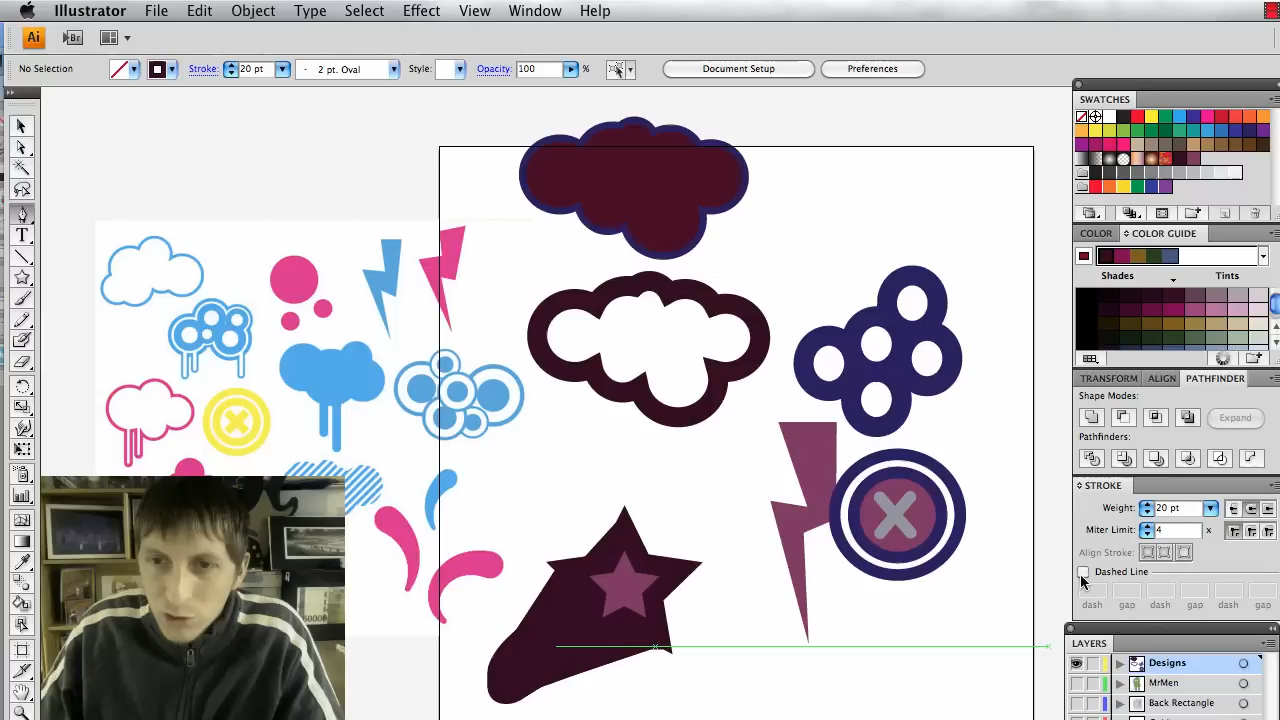 Illustrator File Edit Object Type Select Effect View Window Help
Ai Br
No Selection Stroke: 20 pt 2 pt. Oval Style: Opacity: 100 % Document Setup Preferences
SWATCHES
COLOR COLOR GUIDE
Shades Tints
TRANSFORM ALIGN PATHFINDER
Shape Modes:
Expand
Pathfinders:
STROKE
Weight: 20 pt
Miter Limit: 4 x
Align Stroke:
Dashed Line
dash gap dash gap dash gap
LAYERS
Designs
MrMen
Back Rectangle